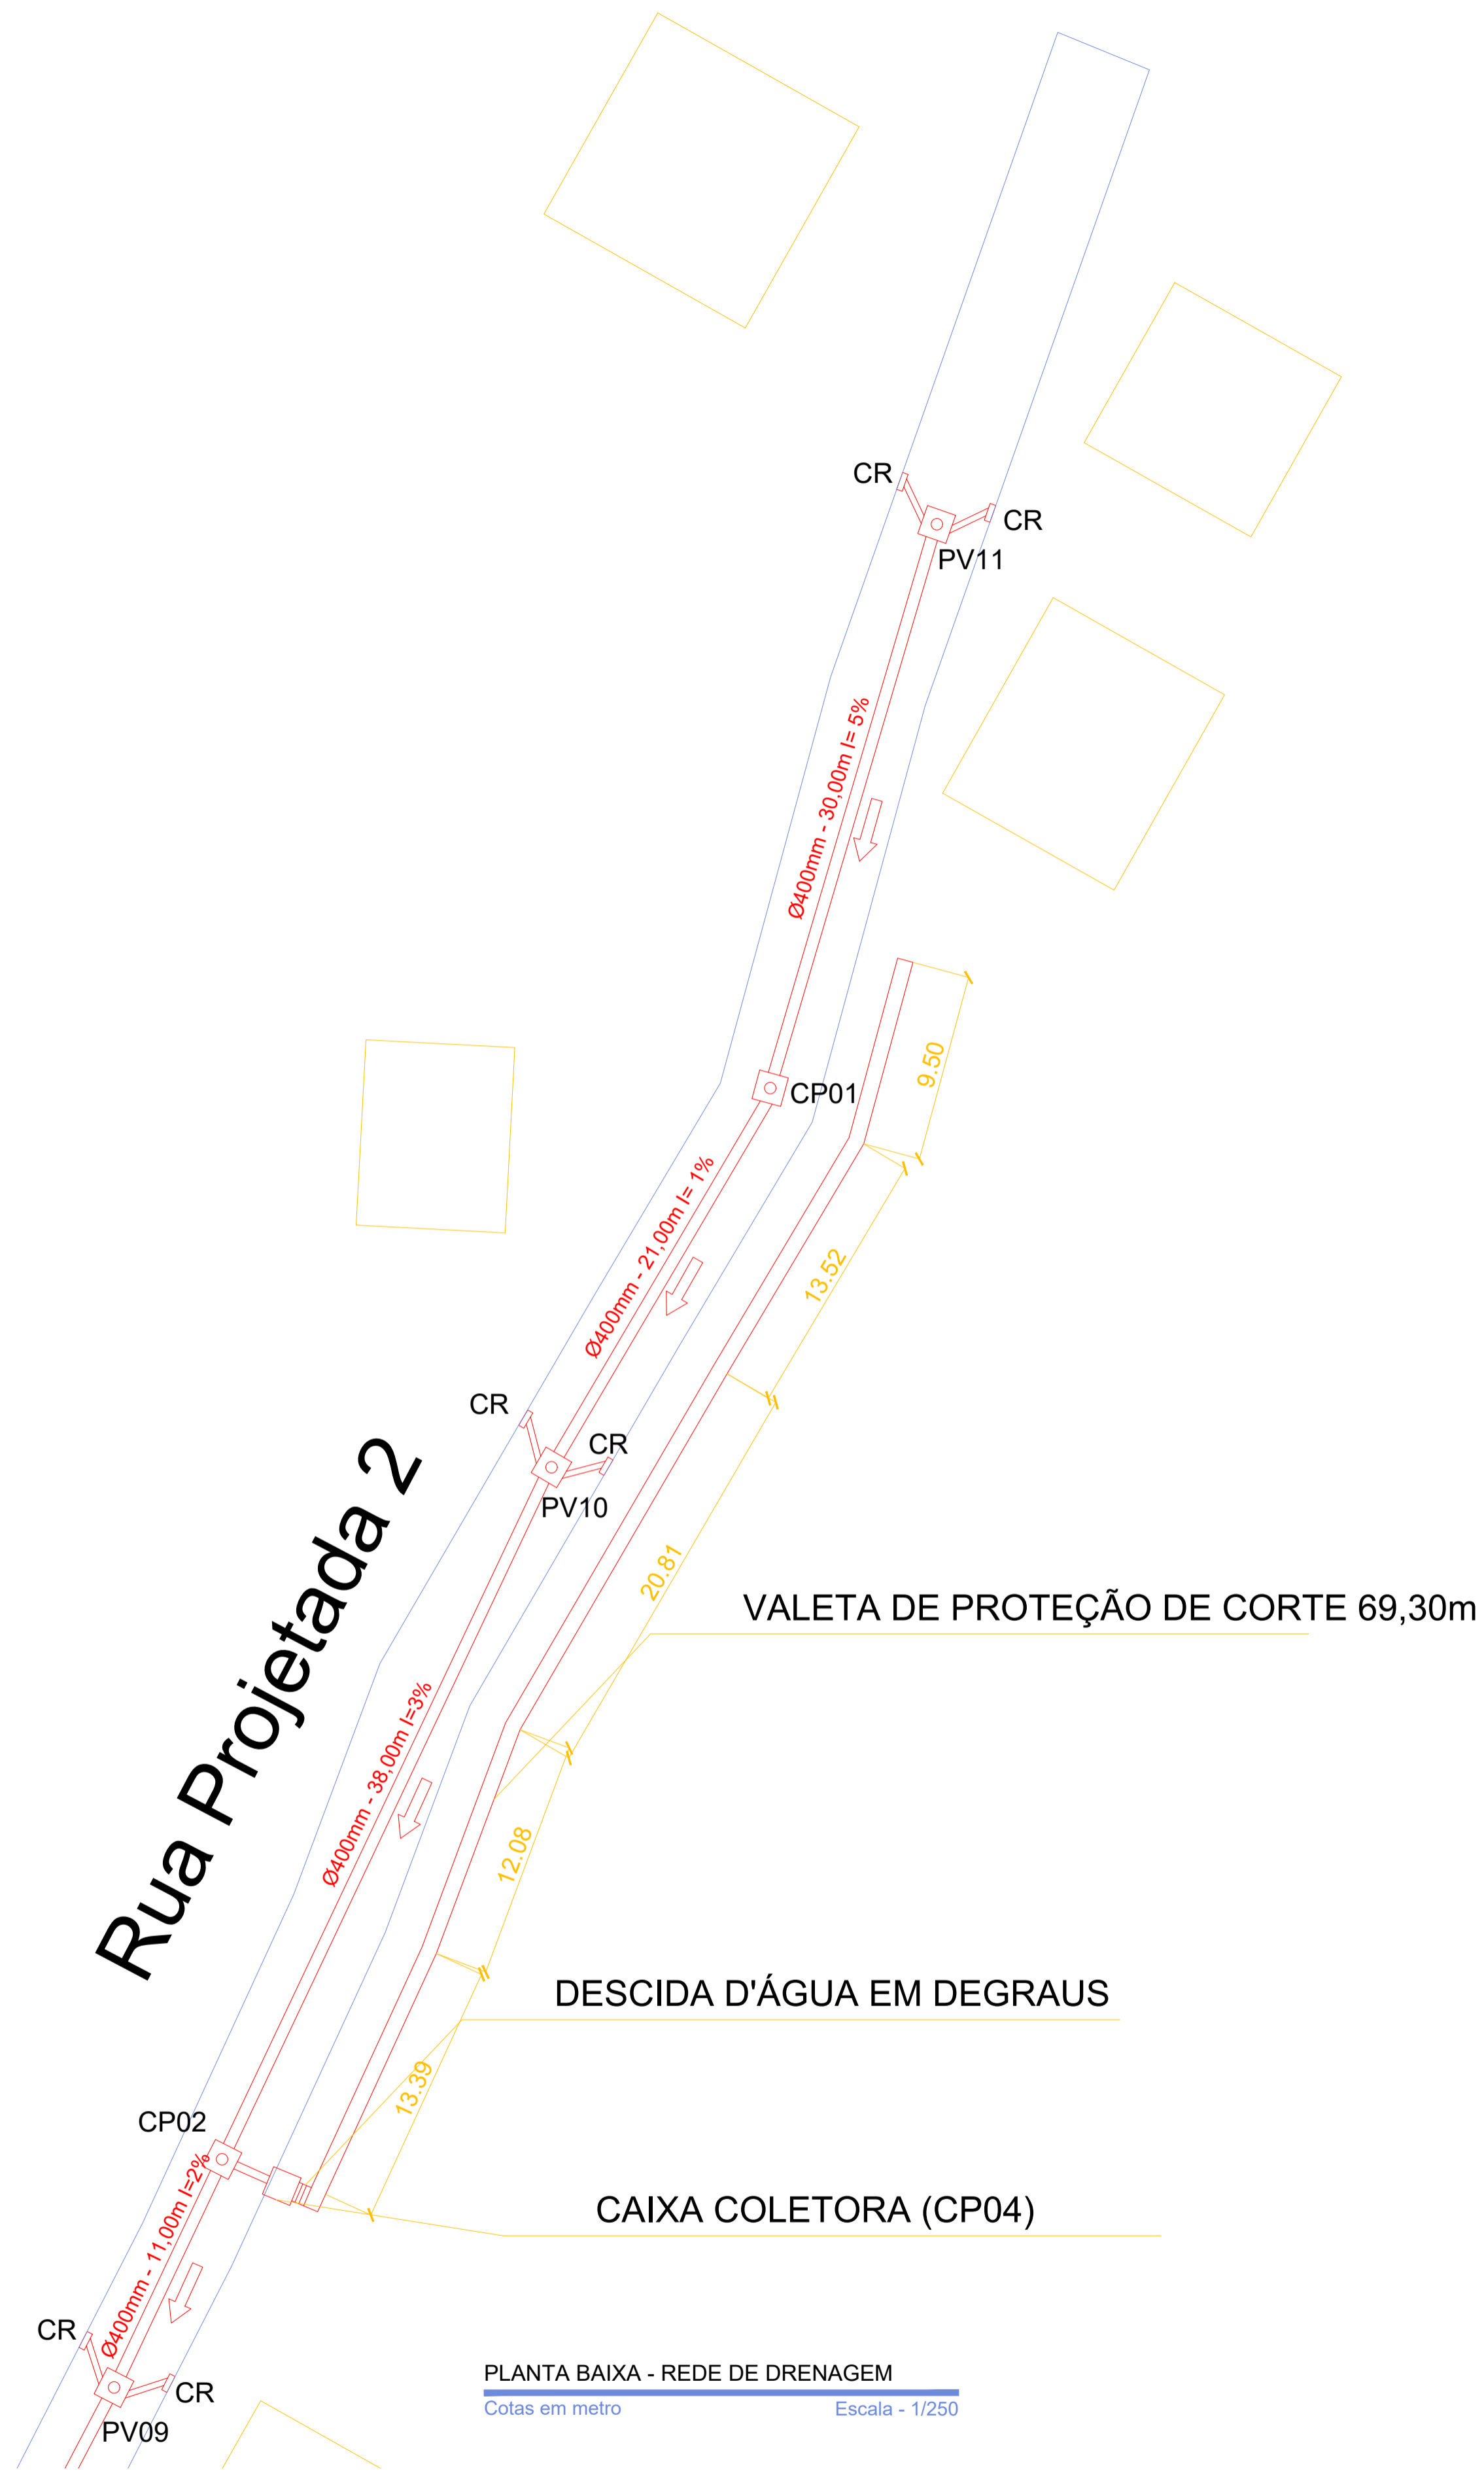 CR
CR
PV11
Ø400mm - 30,00m I= 5%
9.50
CP01
Ø400mm - 21,00m I= 1%
13.52
CR
CR
PV10
Rua Projetada 2
20.81
VALETA DE PROTEÇÃO DE CORTE 69,30m
Ø400mm - 38,00m I=3%
12.08
DESCIDA D'ÁGUA EM DEGRAUS
13.39
CP02
CAIXA COLETORA (CP04)
Ø400mm - 11,00m I=2%
CR
CR
PV09
PLANTA BAIXA - REDE DE DRENAGEM
Cotas em metro
Escala - 1/250